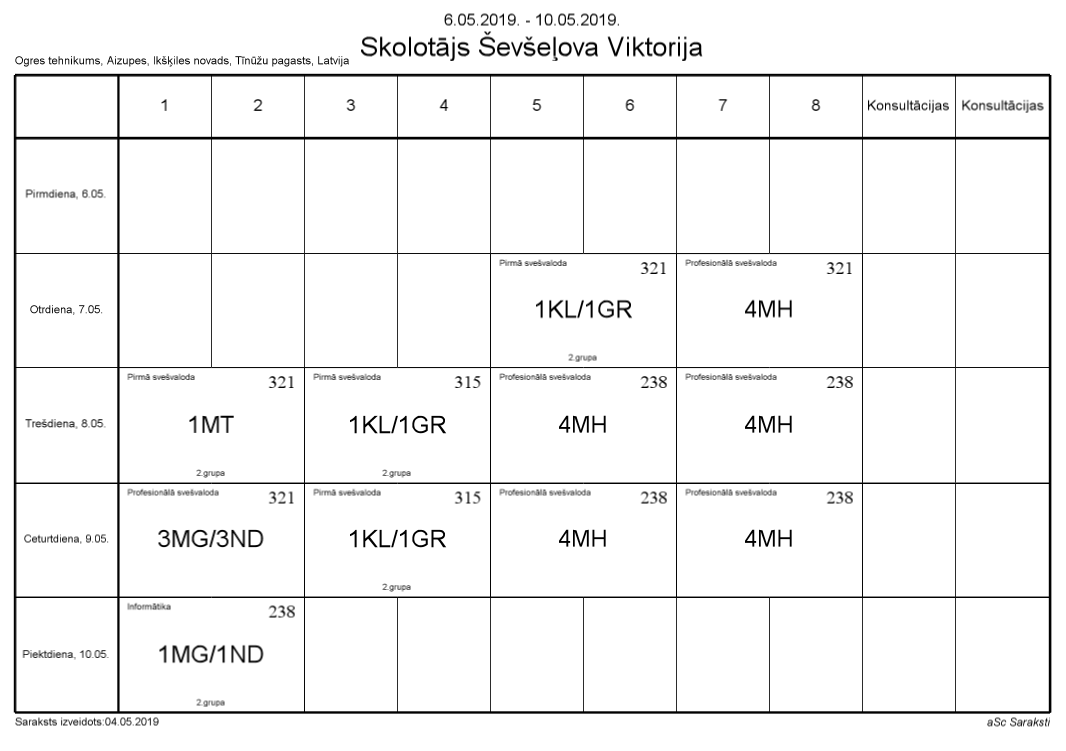 6.05.2019. - 10.05.2019.
Skolotājs Ševšeļova Viktorija
Ogres tehnikums, Aizupes, Ikšķiles novads, Tīnūžu pagasts, Latvija
1 2 3 4 5 6 7 8 Konsultācijas Konsultācijas
Pirmdiena, 6.05.
Otrdiena, 7.05.
Pirmā svešvaloda 321 Profesionālā svešvaloda 321
1KL/1GR 4MH
2.grupa
Trešdiena, 8.05.
Pirmā svešvaloda 321 Pirmā svešvaloda 315 Profesionālā svešvaloda 238 Profesionālā svešvaloda 238
1MT 1KL/1GR 4MH 4MH
2.grupa 2.grupa
Ceturtdiena, 9.05.
Profesionālā svešvaloda 321 Pirmā svešvaloda 315 Profesionālā svešvaloda 238 Profesionālā svešvaloda 238
3MG/3ND 1KL/1GR 4MH 4MH
2.grupa
Piektdiena, 10.05.
Informātika 238
1MG/1ND
2.grupa
Saraksts izveidots:04.05.2019
aSc Saraksti